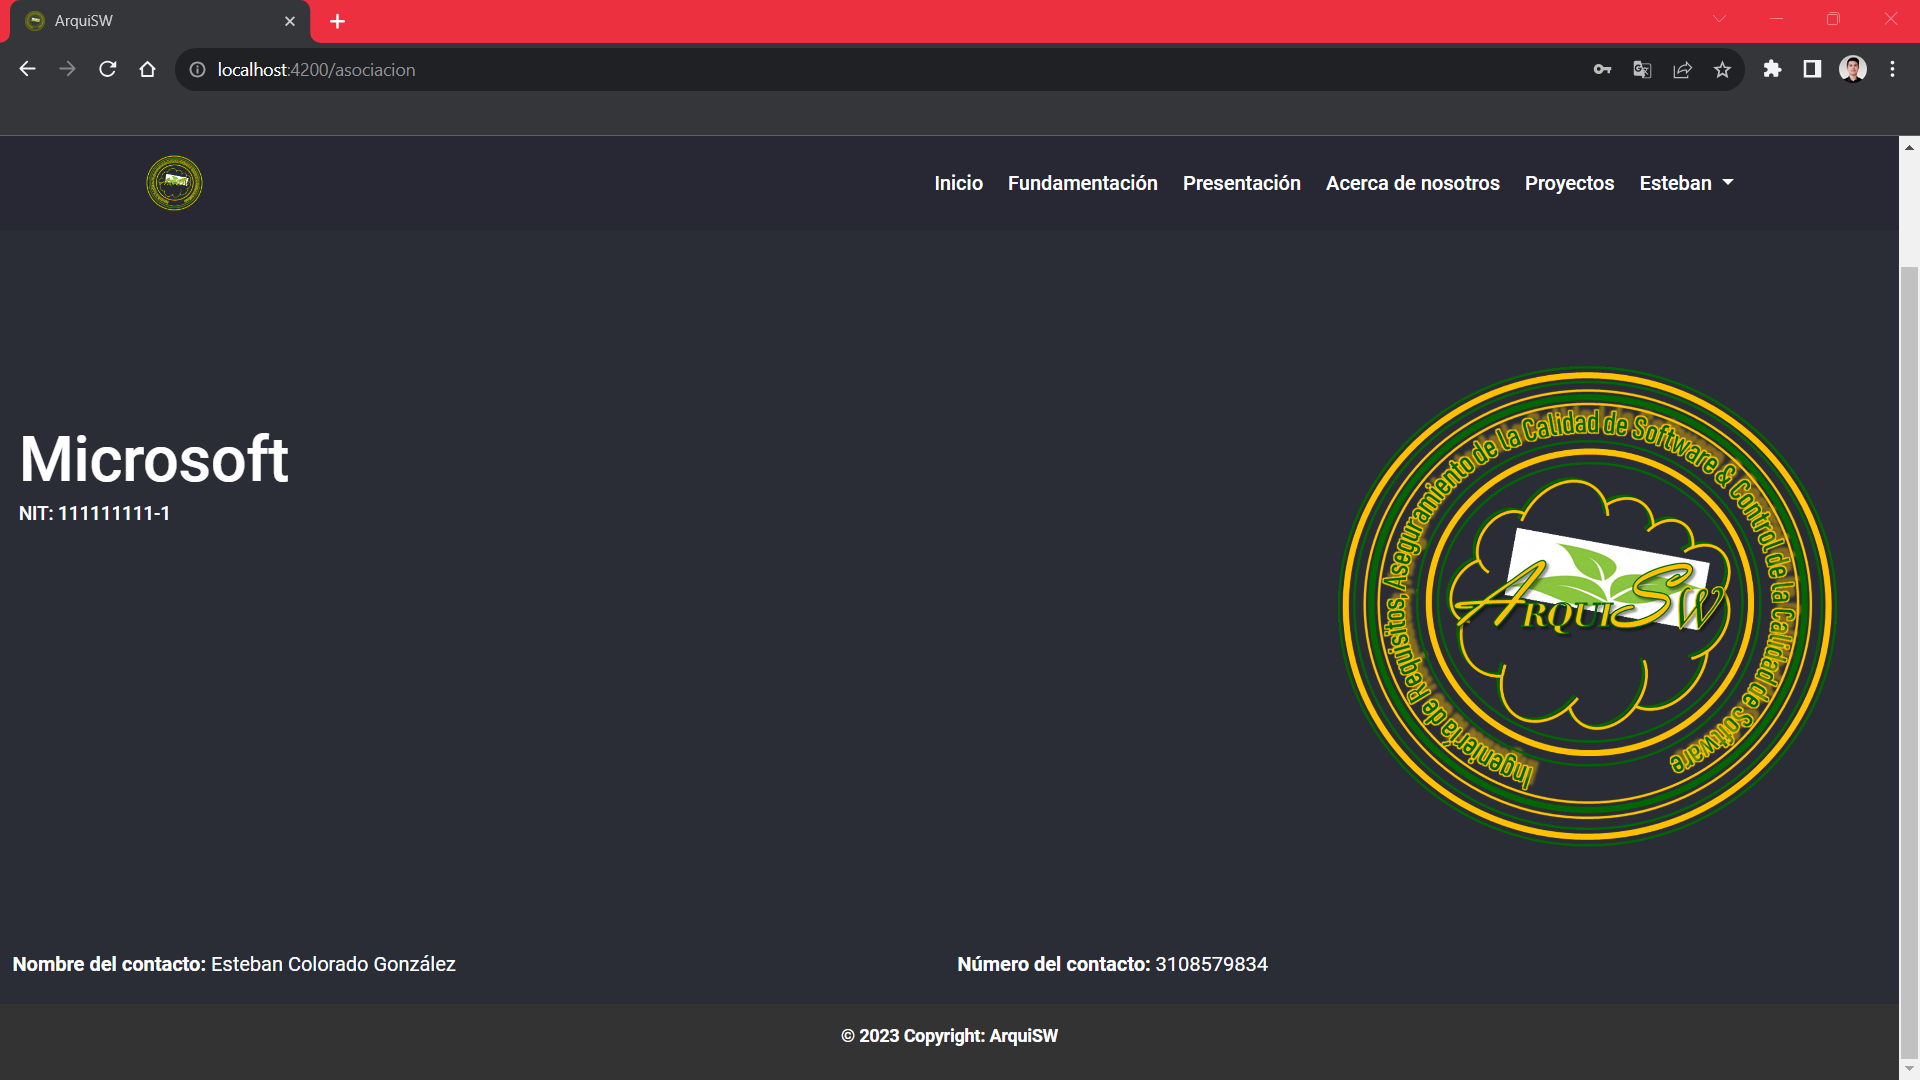 ArquiSW
localhost:4200/asociacion
Inicio Fundamentación Presentación Acerca de nosotros Proyectos Esteban
Microsoft
NIT: 111111111-1
Ingeniería de Requisitos, Aseguramiento de la Calidad de Software & Control de la Calidad de Software
ArquiSW
Nombre del contacto: Esteban Colorado González
Número del contacto: 3108579834
© 2023 Copyright: ArquiSW